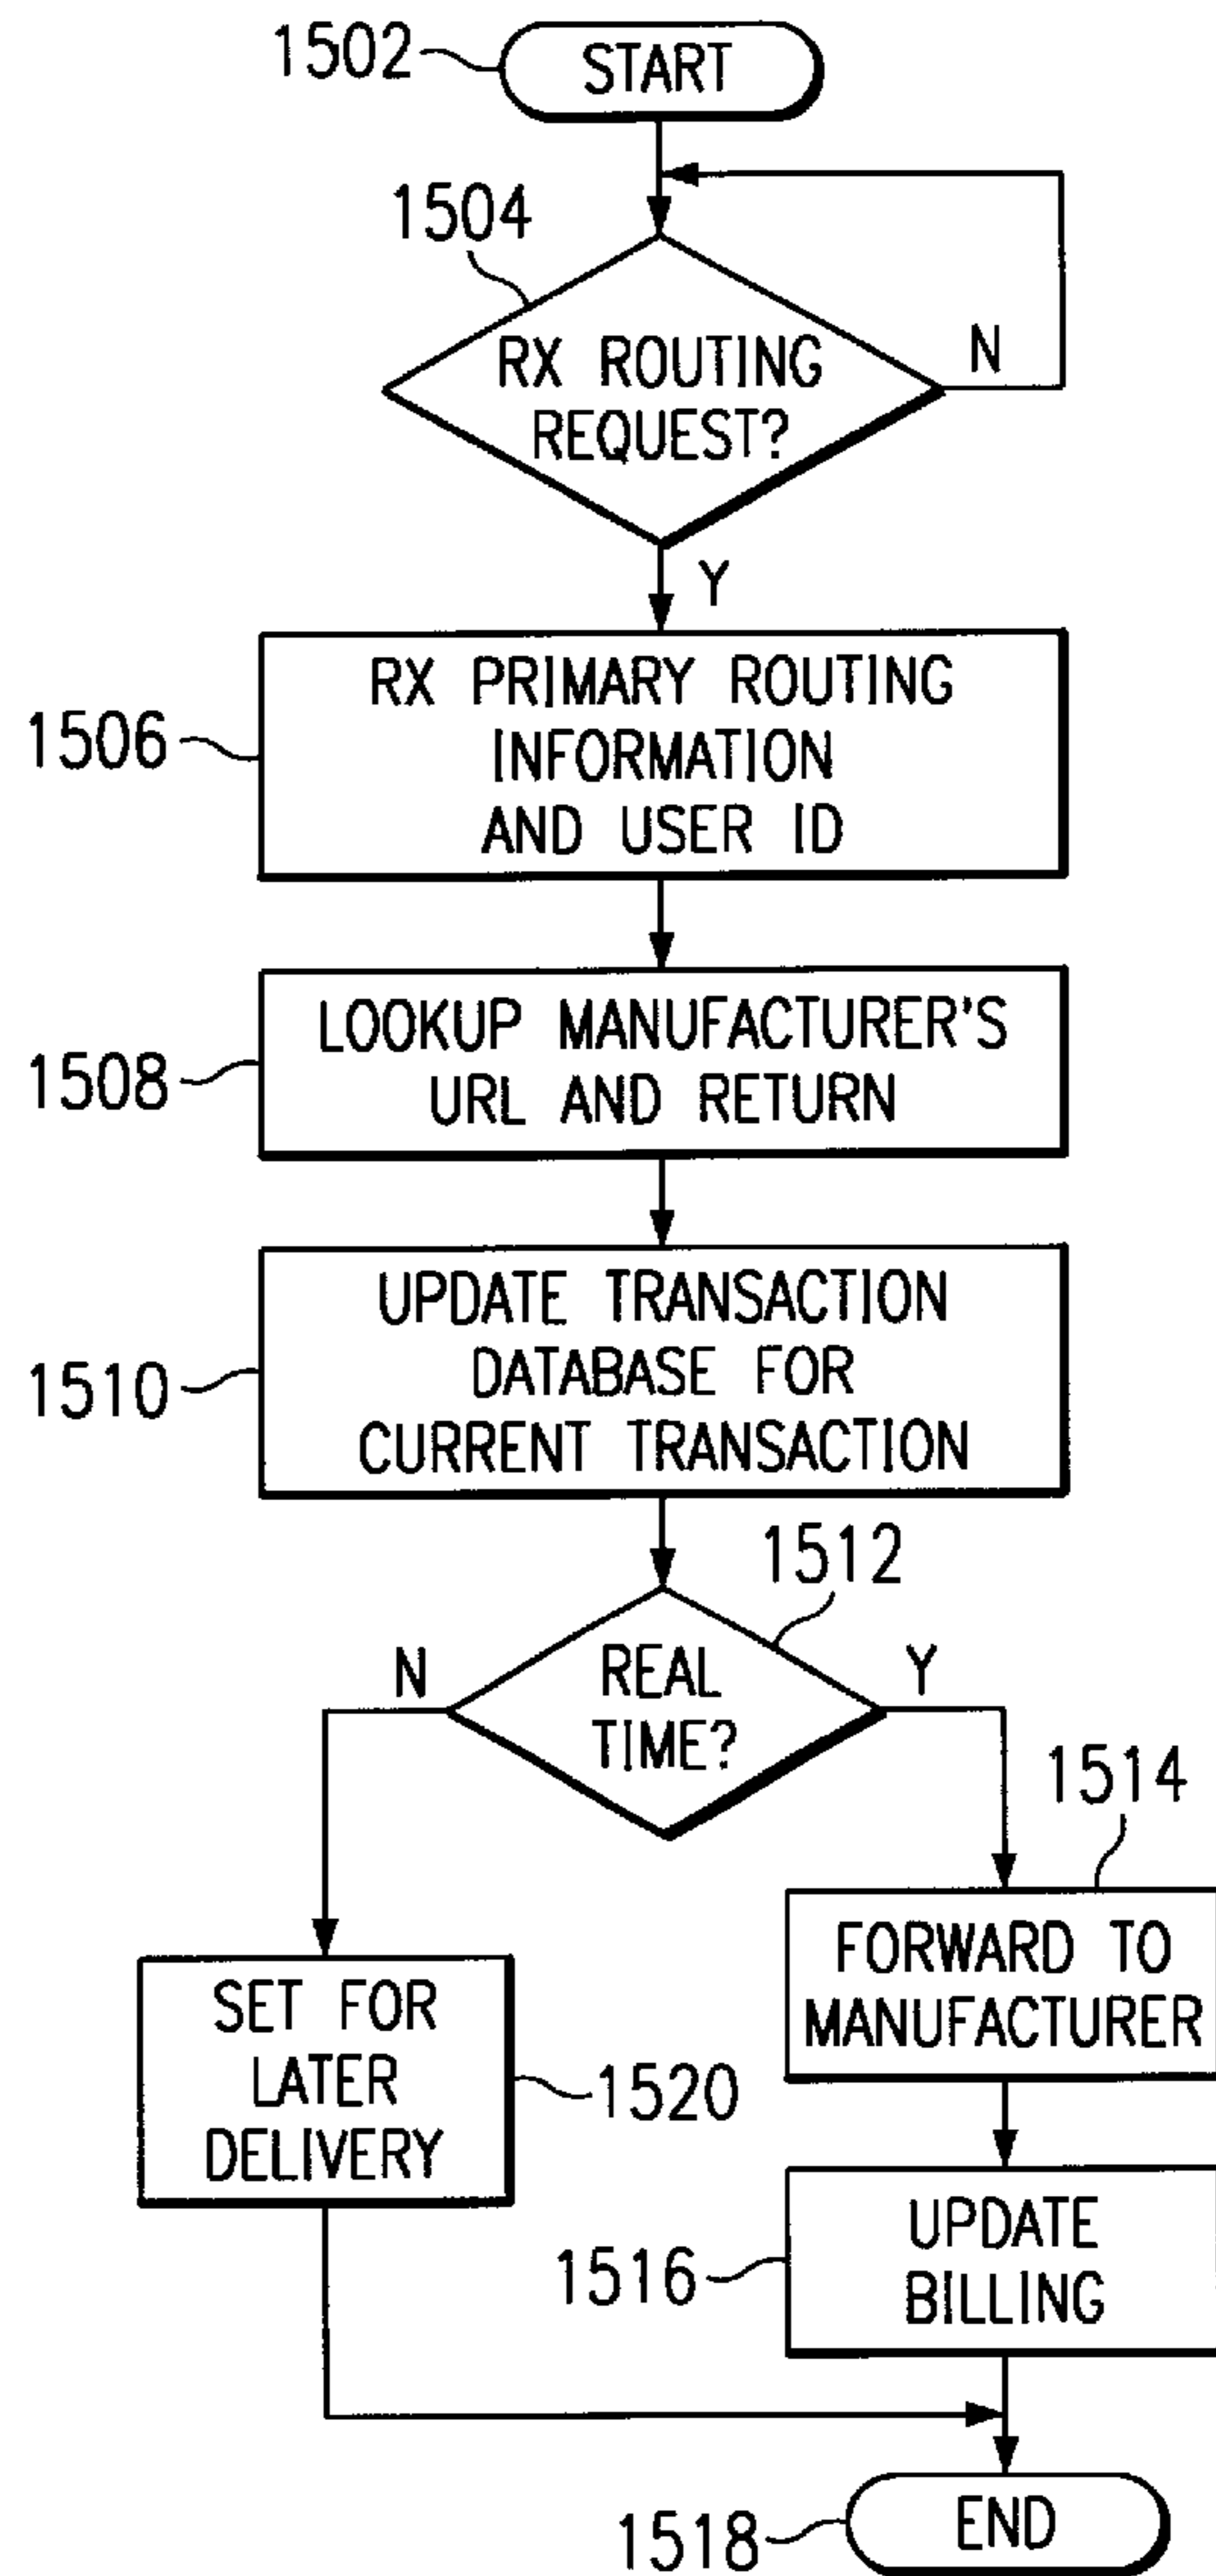 1502
START
1504
RX ROUTING
REQUEST?
N
Y
1506
RX PRIMARY ROUTING
INFORMATION
AND USER ID
1508
LOOKUP MANUFACTURER'S
URL AND RETURN
1510
UPDATE TRANSACTION
DATABASE FOR
CURRENT TRANSACTION
1512
REAL
TIME?
N
Y
1514
FORWARD TO
MANUFACTURER
SET FOR
LATER
DELIVERY
1520
1516
UPDATE
BILLING
1518
END